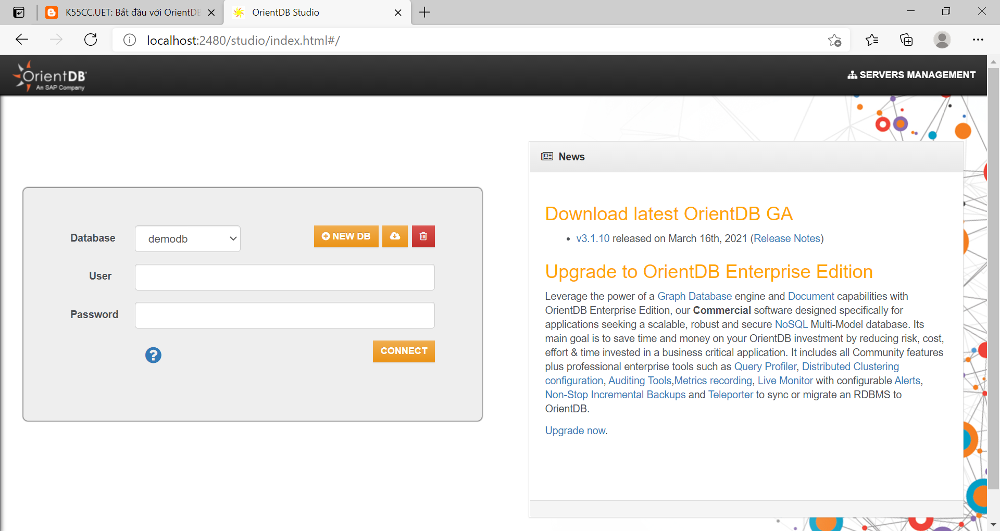 K55CC.UET: Bắt đầu với OrientDB
OrientDB Studio
localhost:2480/studio/index.html#/
OrientDB
An SAP Company
SERVERS MANAGEMENT
Database
demodb
NEW DB
User
Password
CONNECT
News
Download latest OrientDB GA
• v3.1.10 released on March 16th, 2021 (Release Notes)
Upgrade to OrientDB Enterprise Edition
Leverage the power of a Graph Database engine and Document capabilities with
OrientDB Enterprise Edition, our Commercial software designed specifically for
applications seeking a scalable, robust and secure NoSQL Multi-Model database. Its
main goal is to save time and money on your OrientDB investment by reducing risk, cost,
effort & time invested in a business critical application. It includes all Community features
plus professional enterprise tools such as Query Profiler, Distributed Clustering
configuration, Auditing Tools,Metrics recording, Live Monitor with configurable Alerts,
Non-Stop Incremental Backups and Teleporter to sync or migrate an RDBMS to
OrientDB.
Upgrade now.